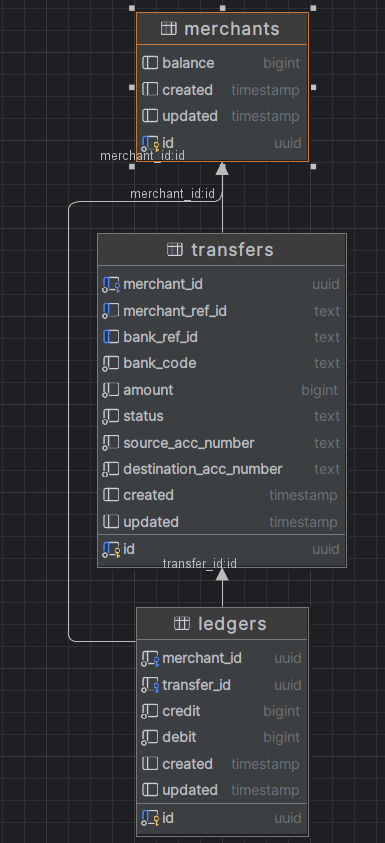 merchants
balance bigint
created timestamp
updated timestamp
id uuid
merchant_id:id
merchant_id:id
transfers
merchant_id uuid
merchant_ref_id text
bank_ref_id text
bank_code text
amount bigint
status text
source_acc_number text
destination_acc_number text
created timestamp
updated timestamp
id uuid
transfer_id:id
ledgers
merchant_id uuid
transfer_id uuid
credit bigint
debit bigint
created timestamp
updated timestamp
id uuid